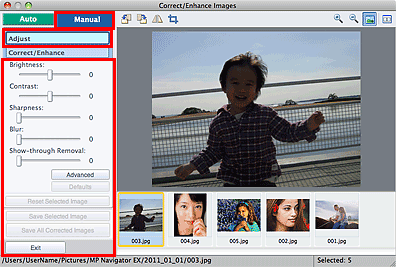 Correct/Enhance Images
Auto
Manual
Adjust
Correct/Enhance
Brightness:
0
Contrast:
0
Sharpness:
0
Blur:
0
Show-through Removal:
0
Advanced
Defaults
Reset Selected Image
Save Selected Image
Save All Corrected Images
Exit
003.jpg
004.jpg
005.jpg
002.jpg
001.jpg
/Users/UserName/Pictures/MP Navigator EX/2011_01_01/003.jpg
Selected: 5